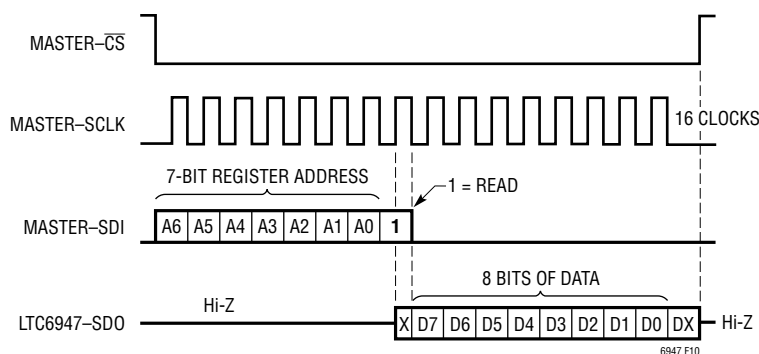 MASTER–CS
MASTER–SCLK
16 CLOCKS
7-BIT REGISTER ADDRESS
1 = READ
MASTER–SDI
A6 A5 A4 A3 A2 A1 A0 1
8 BITS OF DATA
Hi-Z
LTC6947–SDO
X D7 D6 D5 D4 D3 D2 D1 D0 DX
Hi-Z
6947 F10